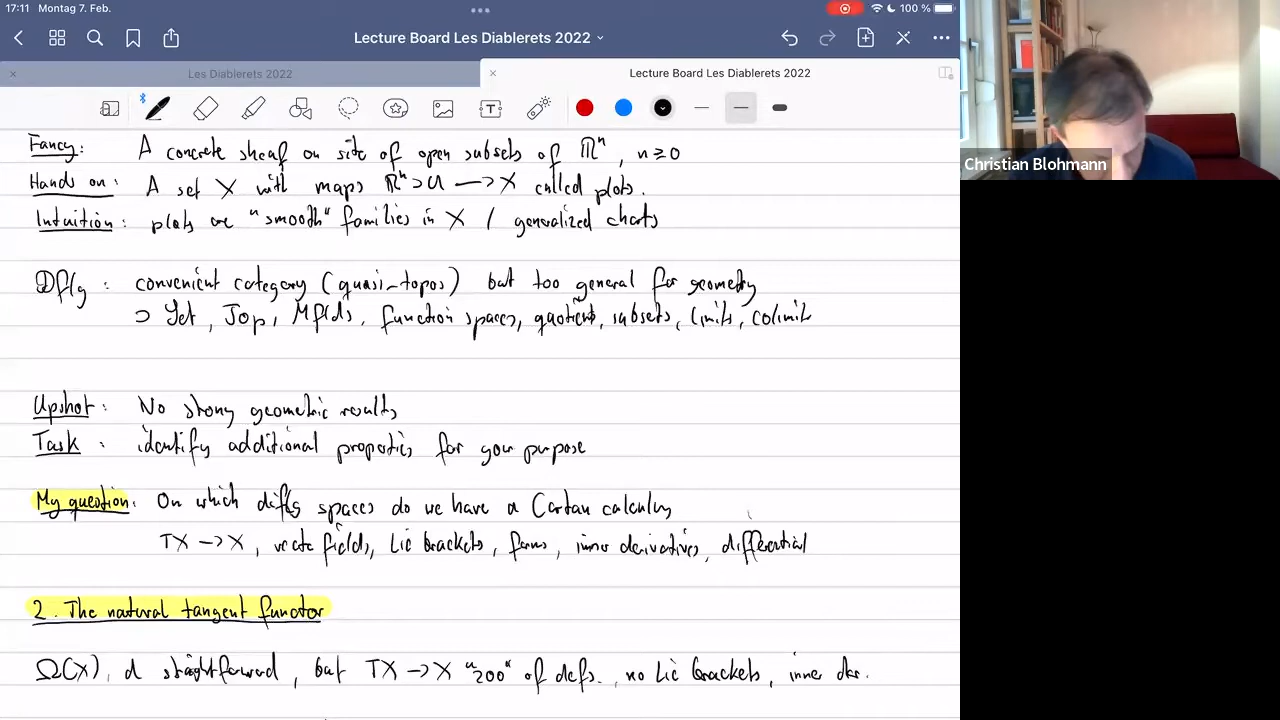 17:11 Montag 7. Feb.
100 %
Lecture Board Les Diablerets 2022
Les Diablerets 2022
Lecture Board Les Diablerets 2022
Fancy: A concrete sheaf on site of open subsets of ℝⁿ, n≥0
Hands on: A set X with maps ℝⁿ ⊃ U → X called plots.
Intuition: plots are "smooth" families in X / generalized charts
Dflg: convenient category (quasi-topos) but too general for geometry
⊃ Set, Top, Mflds, function spaces, quotients, subsets, limits, colimits
Upshot: No strong geometric results
Task: identify additional properties for your purpose
My question: On which diflg spaces do we have a Cartan calculus
TX → X, vector fields, Lie brackets, forms, inner derivatives, differential
2. The natural tangent functor
Ω(X), d straightforward, but TX → X "zoo" of defs., no Lie brackets, inner der.
Christian Blohmann